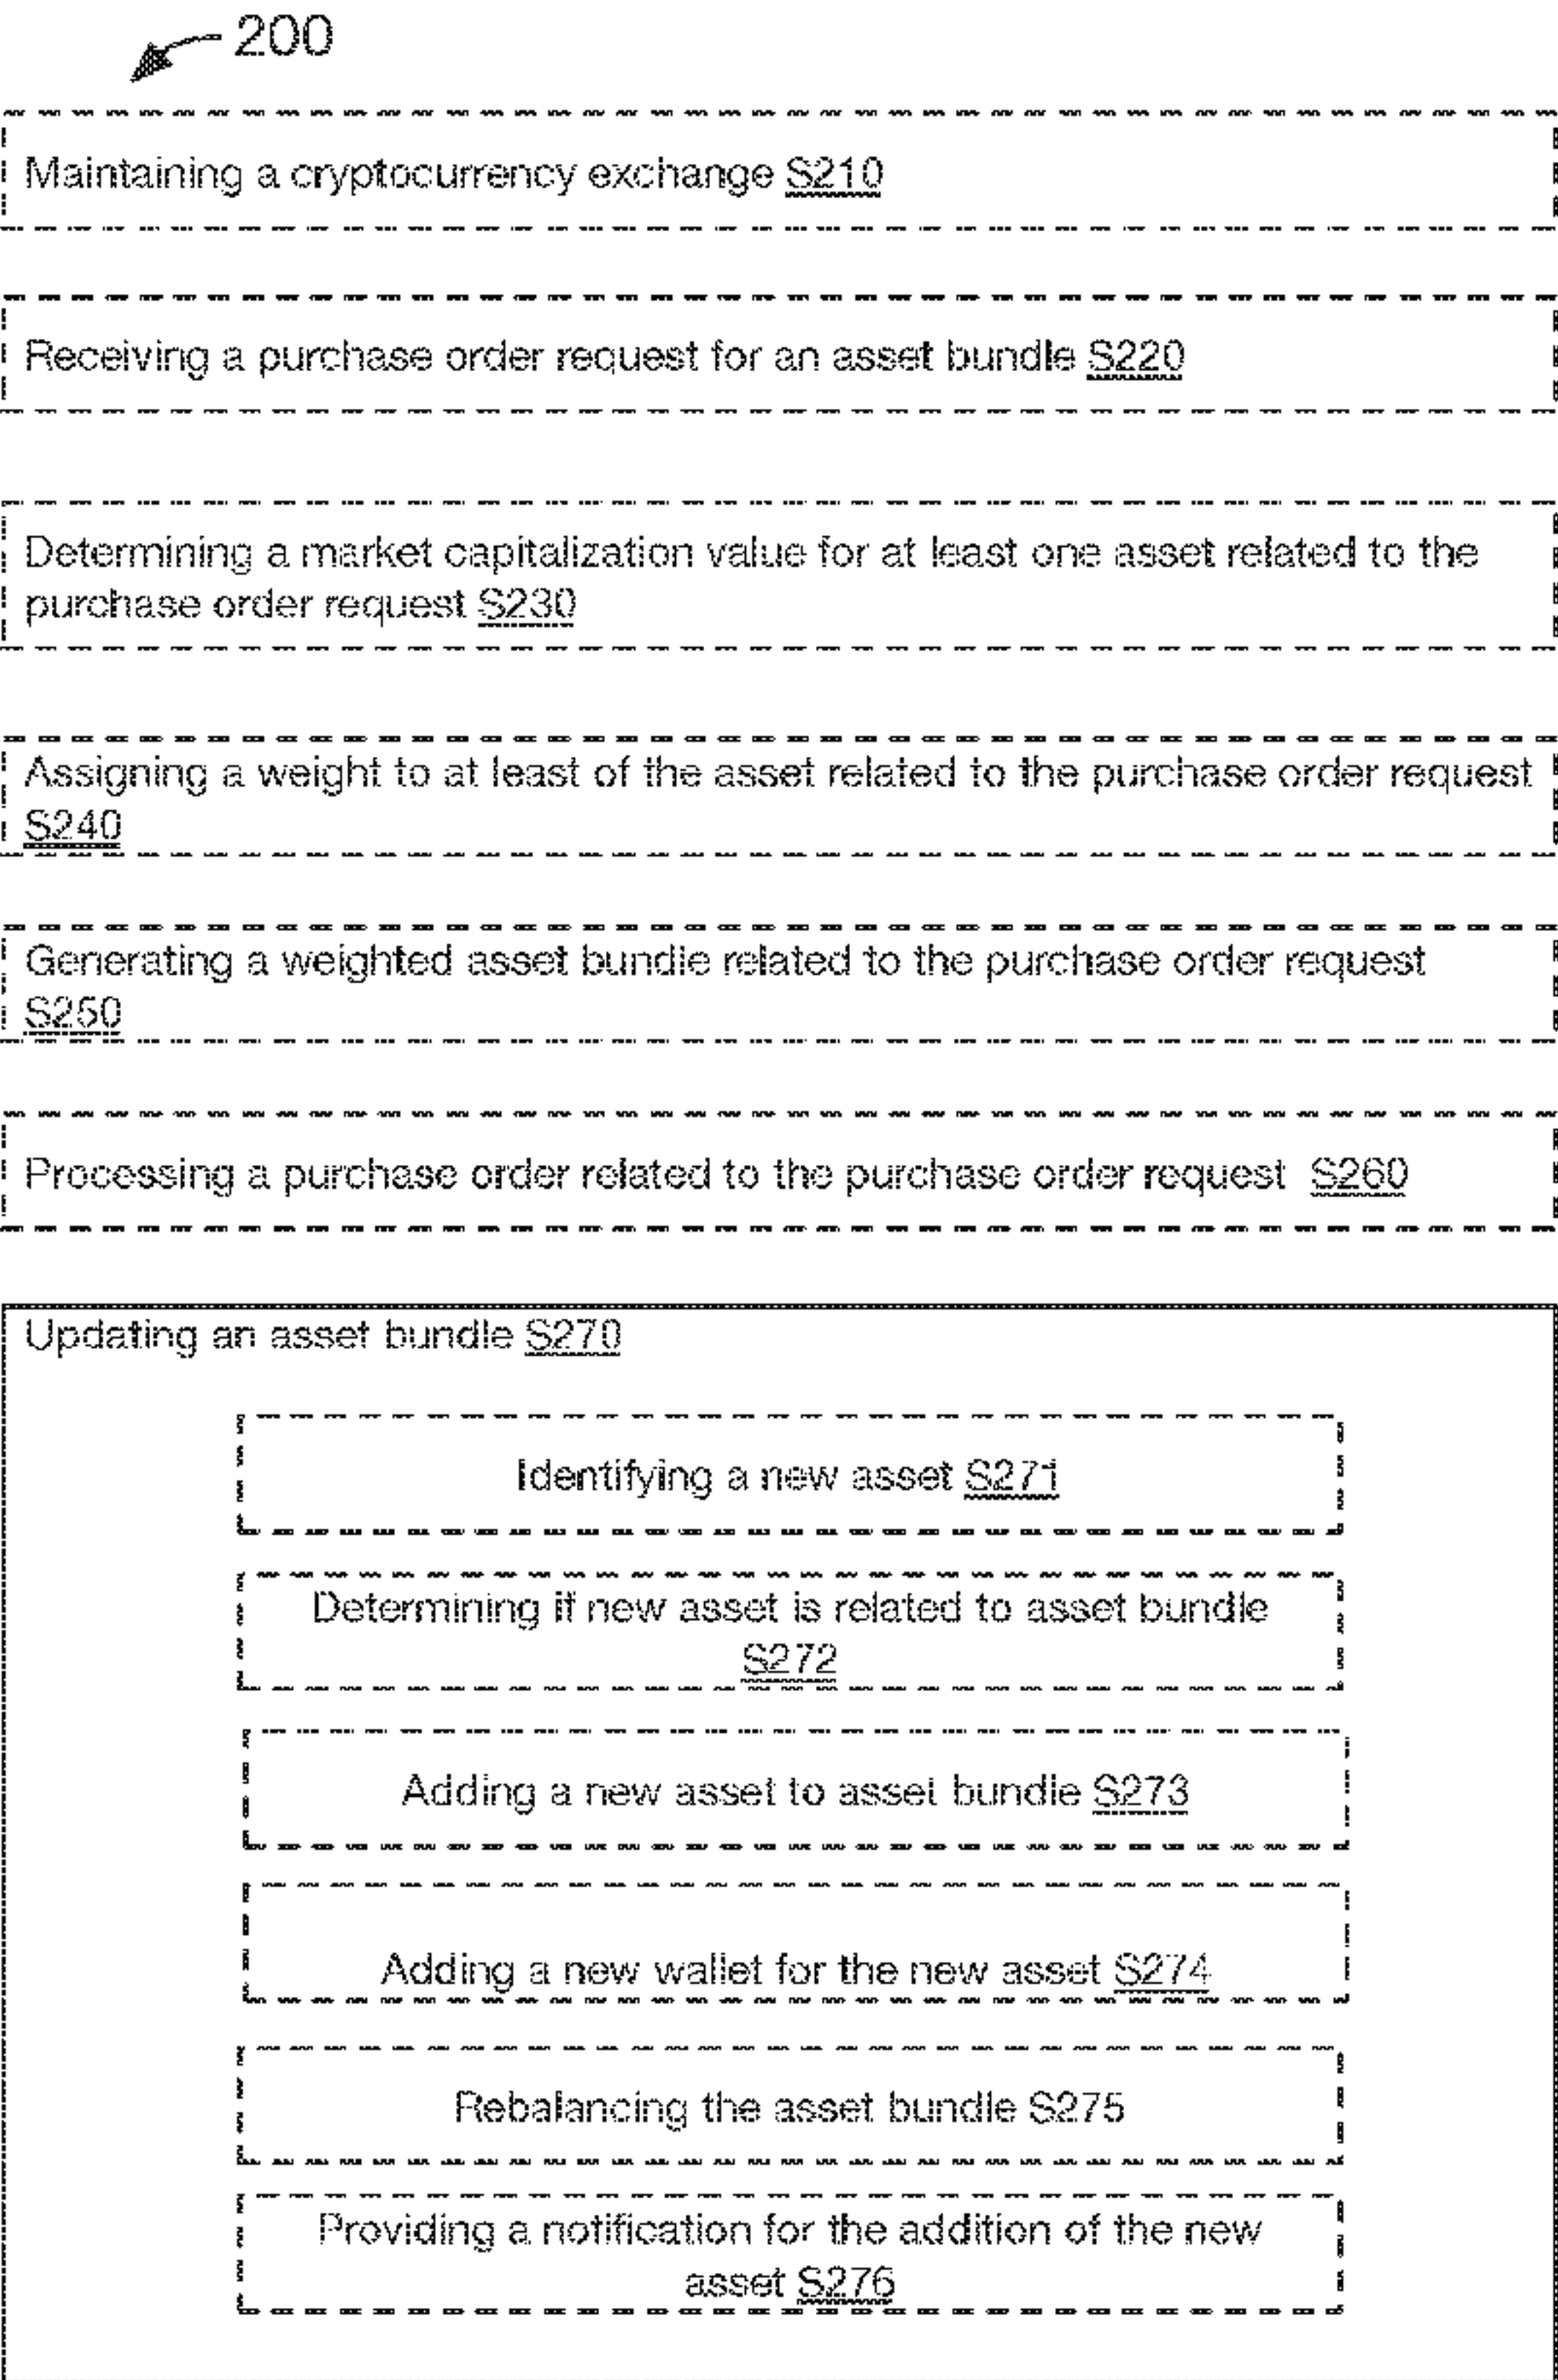 200
Maintaining a cryptocurrency exchange S210
Receiving a purchase order request for an asset bundle S220
Determining a market capitalization value for at least one asset related to the
purchase order request S230
Assigning a weight to at least of the asset related to the purchase order request
S240
Generating a weighted asset bundle related to the purchase order request
S250
Processing a purchase order related to the purchase order request S260
Updating an asset bundle S270
Identifying a new asset S271
Determining if new asset is related to asset bundle
S272
Adding a new asset to asset bundle S273
Adding a new wallet for the new asset S274
Rebalancing the asset bundle S275
Providing a notification for the addition of the new
asset S276